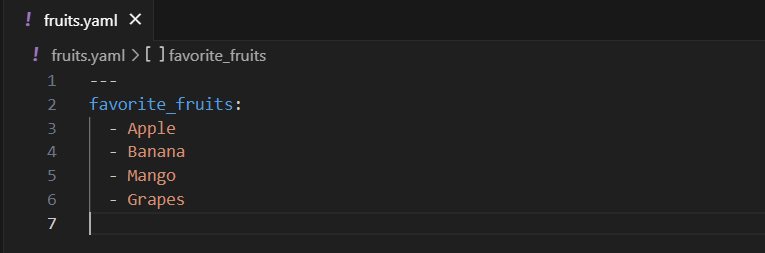 ! fruits.yaml ×
! fruits.yaml > [ ] favorite_fruits
1 ---
2 favorite_fruits:
3   - Apple
4   - Banana
5   - Mango
6   - Grapes
7